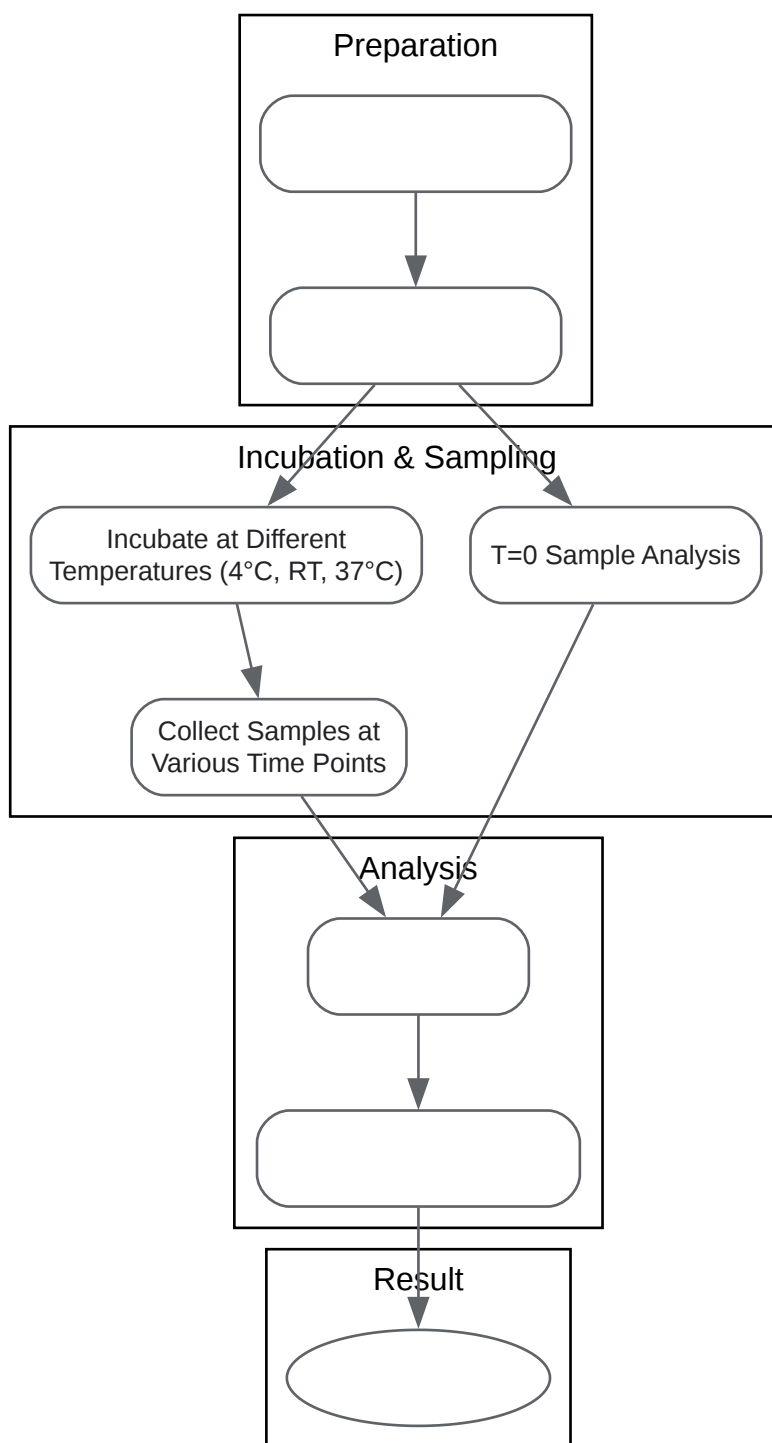 Preparation
Incubation & Sampling
Incubate at Different
Temperatures (4°C, RT, 37°C)
T=0 Sample Analysis
Collect Samples at
Various Time Points
Analysis
Result